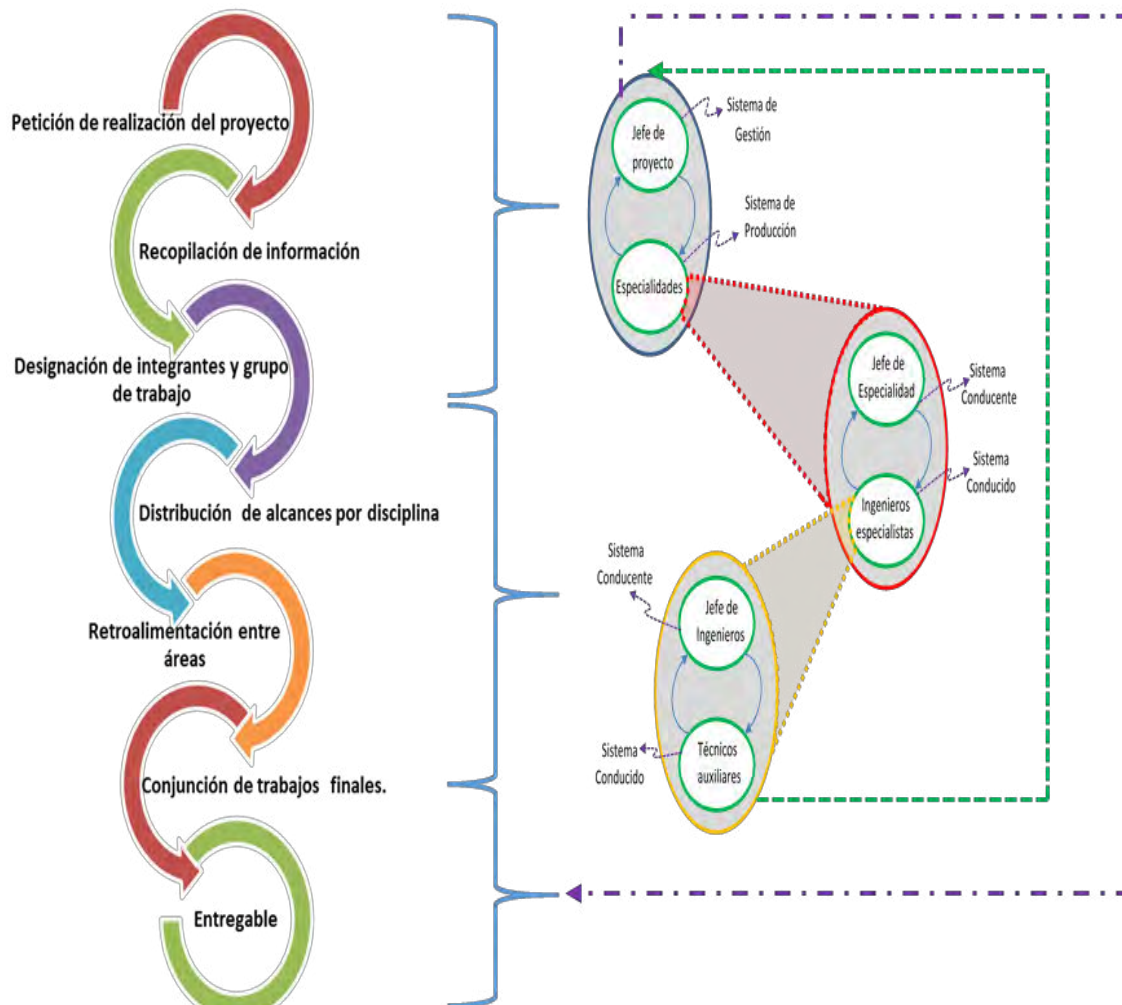 Petición de realización del proyecto
Recopilación de información
Designación de integrantes y grupo
de trabajo
Distribución de alcances por disciplina
Retroalimentación entre
áreas
Conjunción de trabajos finales.
Entregable
Jefe de
proyecto
Sistema de
Gestión
Sistema de
Producción
Especialidades
Jefe de
Especialidad
Sistema
Conducente
Sistema
Conducido
Ingenieros
especialistas
Sistema
Conducente
Jefe de
Ingenieros
Sistema
Conducido
Técnicos
auxiliares